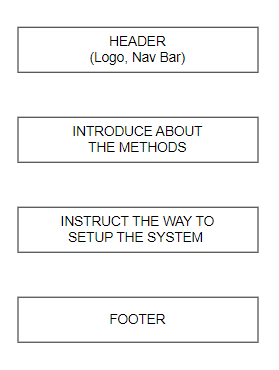 HEADER
(Logo, Nav Bar)
INTRODUCE ABOUT
THE METHODS
INSTRUCT THE WAY TO
SETUP THE SYSTEM
FOOTER